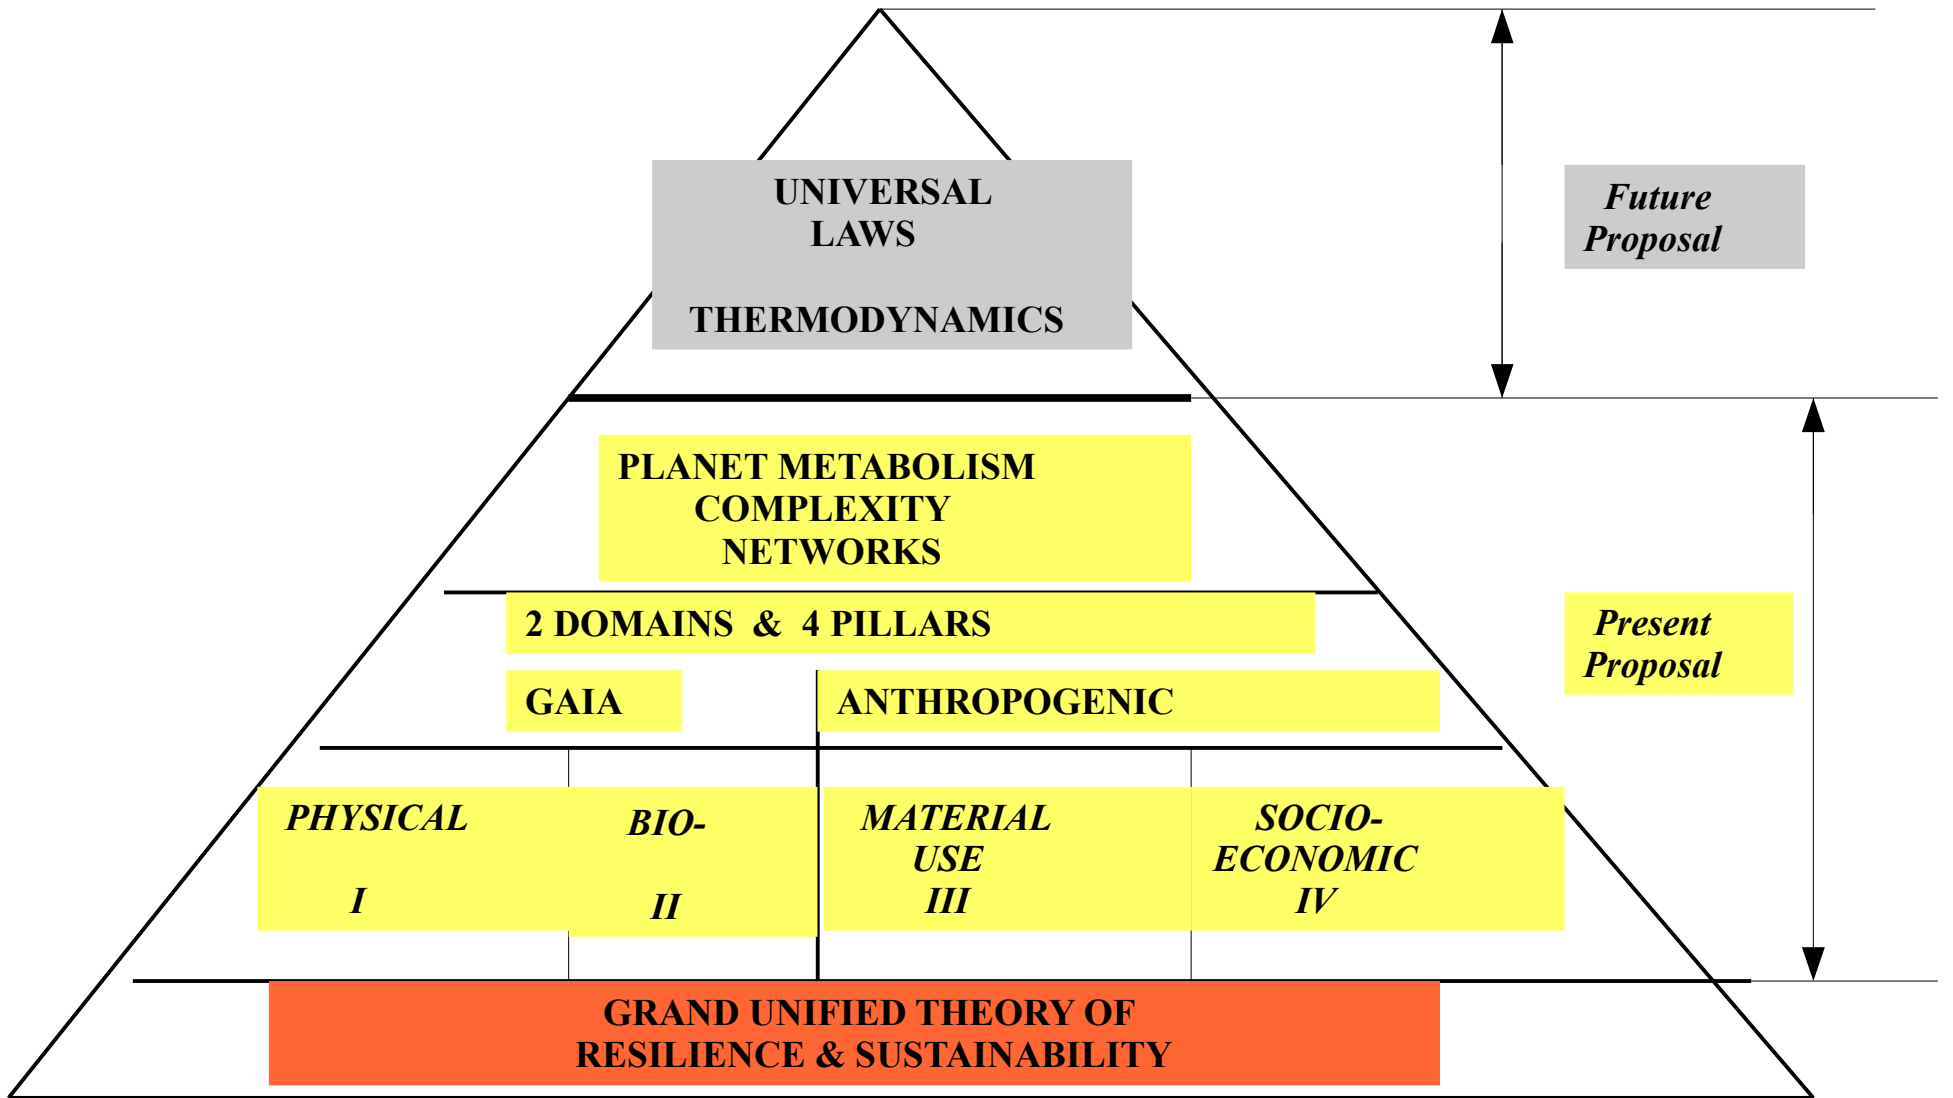 UNIVERSAL
LAWS
THERMODYNAMICS
Future
Proposal
PLANET METABOLISM
COMPLEXITY
NETWORKS
2 DOMAINS & 4 PILLARS
Present
Proposal
GAIA
ANTHROPOGENIC
PHYSICAL
I
BIO-
II
MATERIAL
USE
III
SOCIO-
ECONOMIC
IV
GRAND UNIFIED THEORY OF
RESILIENCE & SUSTAINABILITY